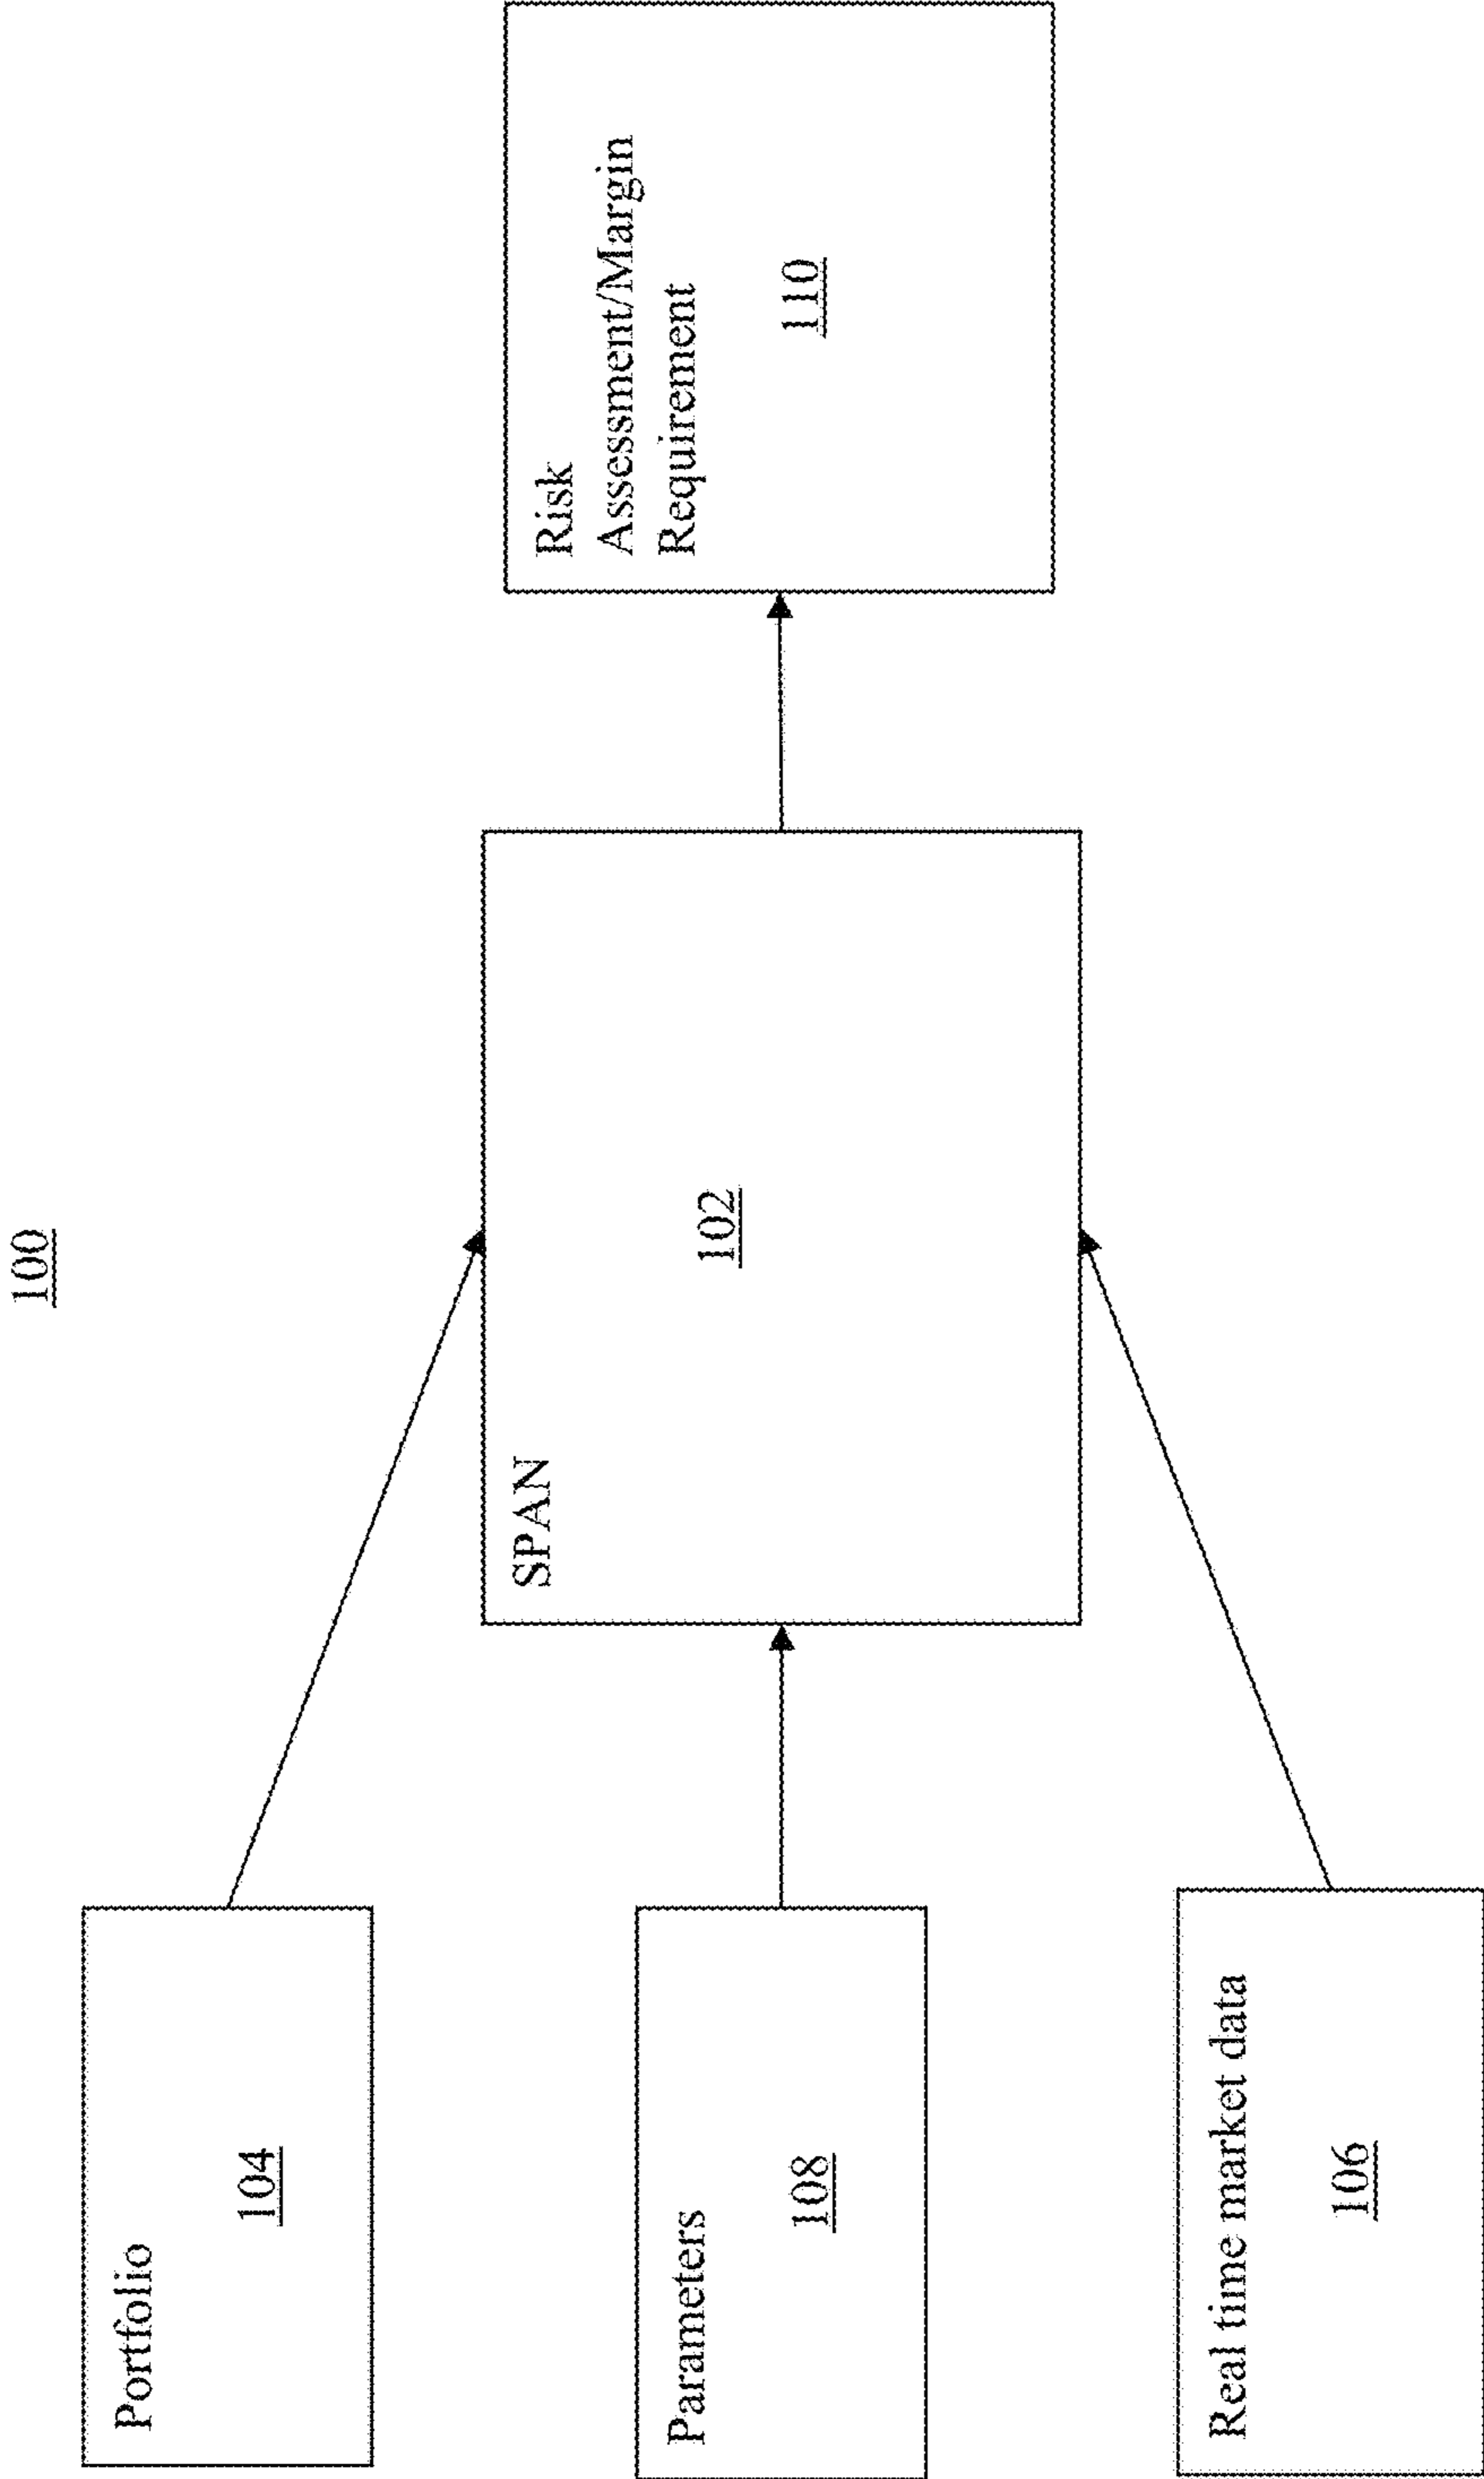 100
Portfolio
104
Parameters
108
Real time market data
106
SPAN
102
Risk
Assessment/Margin
Requirement
110